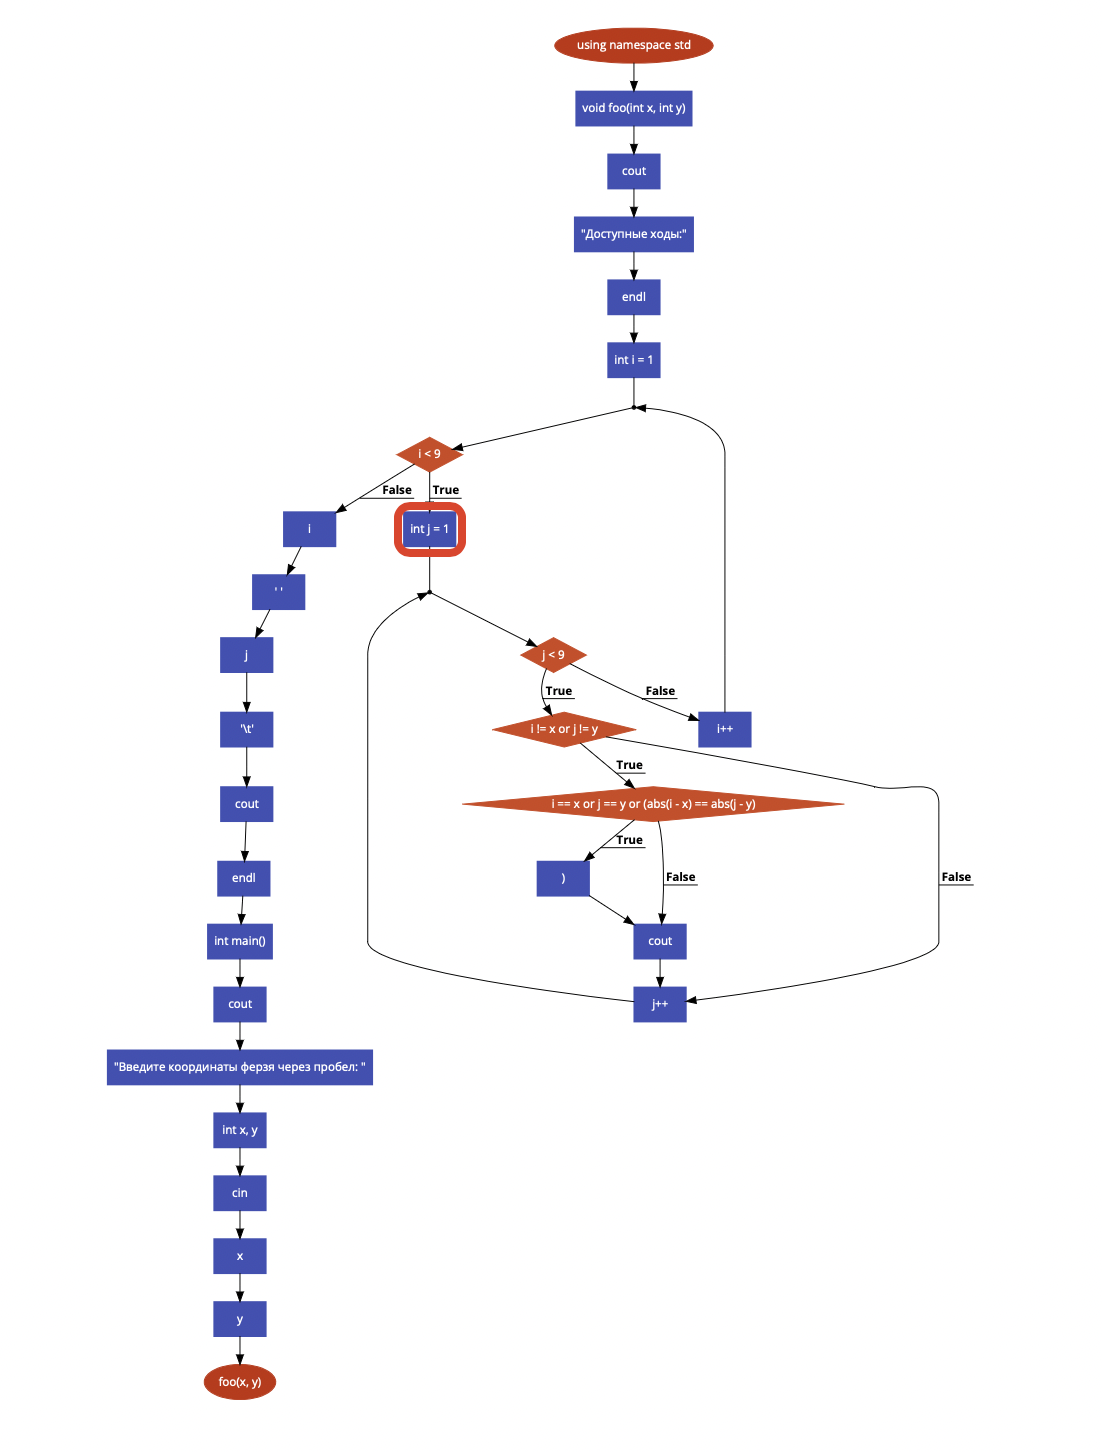 using namespace std
void foo(int x, int y)
cout
"Доступные ходы:"
endl
int i = 1
i < 9
False
True
i
int j = 1
' '
j
j < 9
True
False
'\t'
i != x or j != y
i++
True
cout
i == x or j == y or (abs(i - x) == abs(j - y)
True
endl
)
False
False
int main()
cout
cout
j++
"Введите координаты ферзя через пробел: "
int x, y
cin
x
y
foo(x, y)